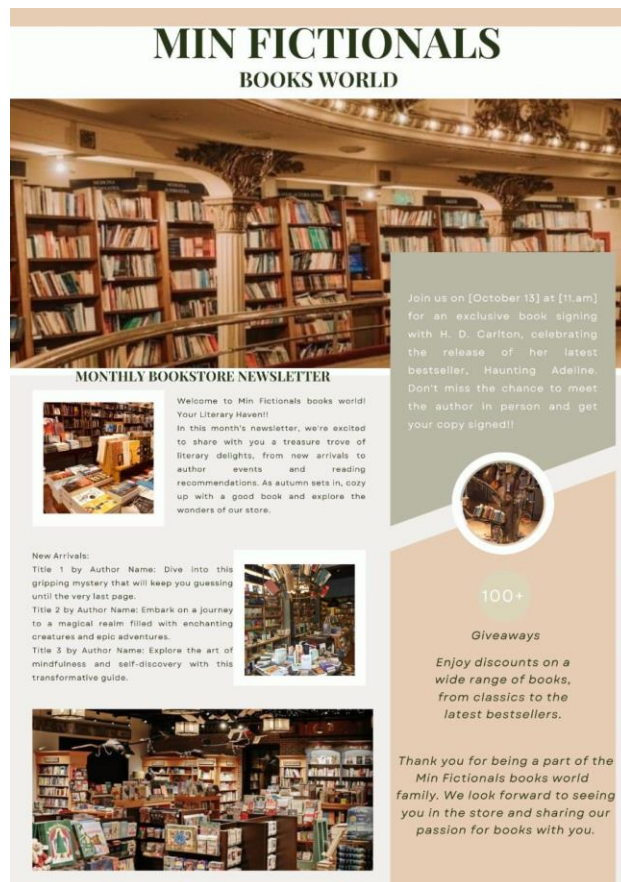 MIN FICTIONALS
BOOKS WORLD
Join us on [October 13] at [11.am]
for an exclusive book signing
with H. D. Carlton, celebrating
the release of her latest
bestseller, Haunting Adeline.
Don't miss the chance to meet
the author in person and get
your copy signed!!
MONTHLY BOOKSTORE NEWSLETTER
Welcome to Min Fictionals books world!
Your Literary Haven!!
In this month's newsletter, we're excited
to share with you a treasure trove of
literary delights, from new arrivals to
author events and reading
recommendations. As autumn sets in, cozy
up with a good book and explore the
wonders of our store.
New Arrivals:
Title 1 by Author Name: Dive into this
gripping mystery that will keep you guessing
until the very last page.
Title 2 by Author Name: Embark on a journey
to a magical realm filled with enchanting
creatures and epic adventures.
Title 3 by Author Name: Explore the art of
mindfulness and self-discovery with this
transformative guide.
100+
Giveaways
Enjoy discounts on a
wide range of books,
from classics to the
latest bestsellers.
Thank you for being a part of the
Min Fictionals books world
family. We look forward to seeing
you in the store and sharing our
passion for books with you.